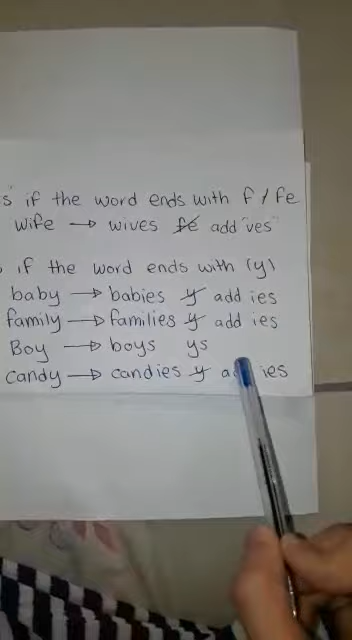 s" if the word ends with f / fe
wife → wives fe add "ves"
if the word ends with (y)
baby → babies y add ies
family → families y add ies
Boy → boys ys
candy → candies y ies